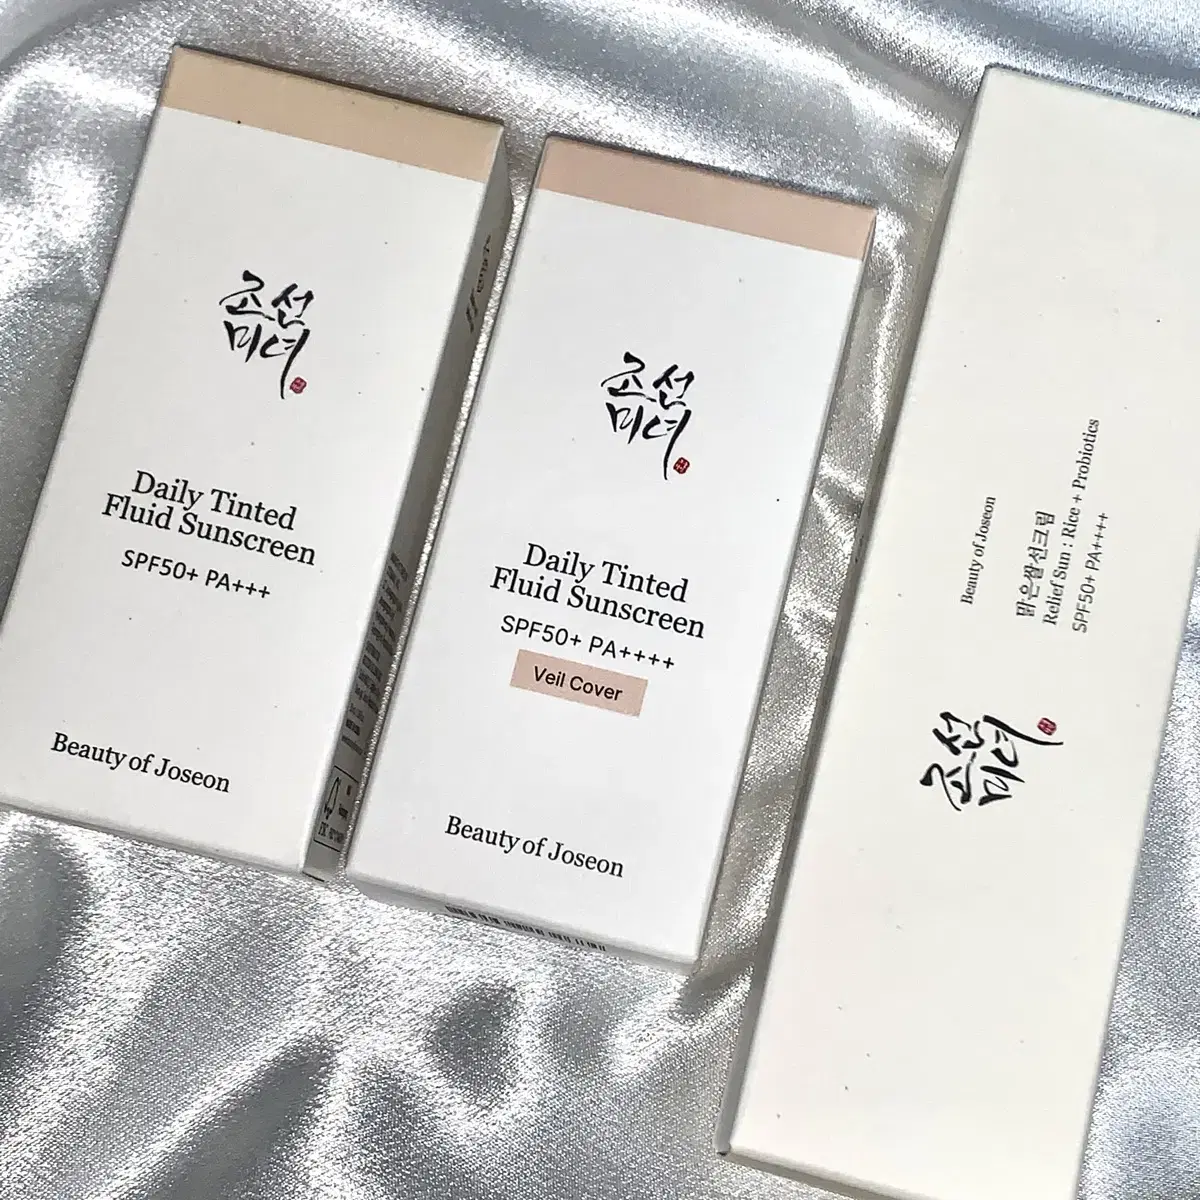 조선
미녀
Daily Tinted
Fluid Sunscreen
SPF50+ PA+++
Beauty of Joseon
조선
미녀
Daily Tinted
Fluid Sunscreen
SPF50+ PA++++
Veil Cover
Beauty of Joseon
Beauty of Joseon
맑은쌀선크림
Relief Sun : Rice + Probiotics
SPF50+ PA++++
조선
미녀